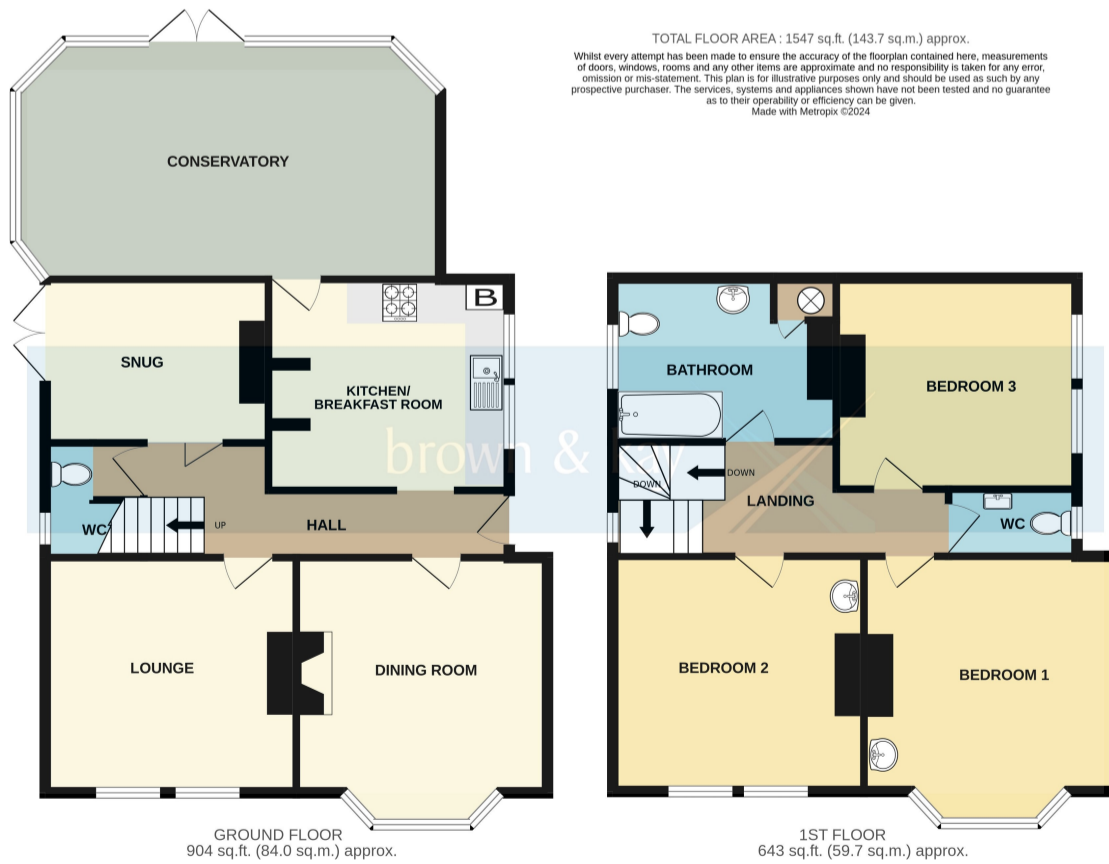 TOTAL FLOOR AREA : 1547 sq.ft. (143.7 sq.m.) approx.
Whilst every attempt has been made to ensure the accuracy of the floorplan contained here, measurements
of doors, windows, rooms and any other items are approximate and no responsibility is taken for any error,
omission or mis-statement. This plan is for illustrative purposes only and should be used as such by any
prospective purchaser. The services, systems and appliances shown have not been tested and no guarantee
as to their operability or efficiency can be given.
Made with Metropix ©2024
CONSERVATORY
B
SNUG
KITCHEN/
BREAKFAST ROOM
WC
UP
HALL
LOUNGE
DINING ROOM
GROUND FLOOR
904 sq.ft. (84.0 sq.m.) approx.
BATHROOM
BEDROOM 3
DOWN
DOWN
LANDING
WC
BEDROOM 2
BEDROOM 1
1ST FLOOR
643 sq.ft. (59.7 sq.m.) approx.
brown & kay